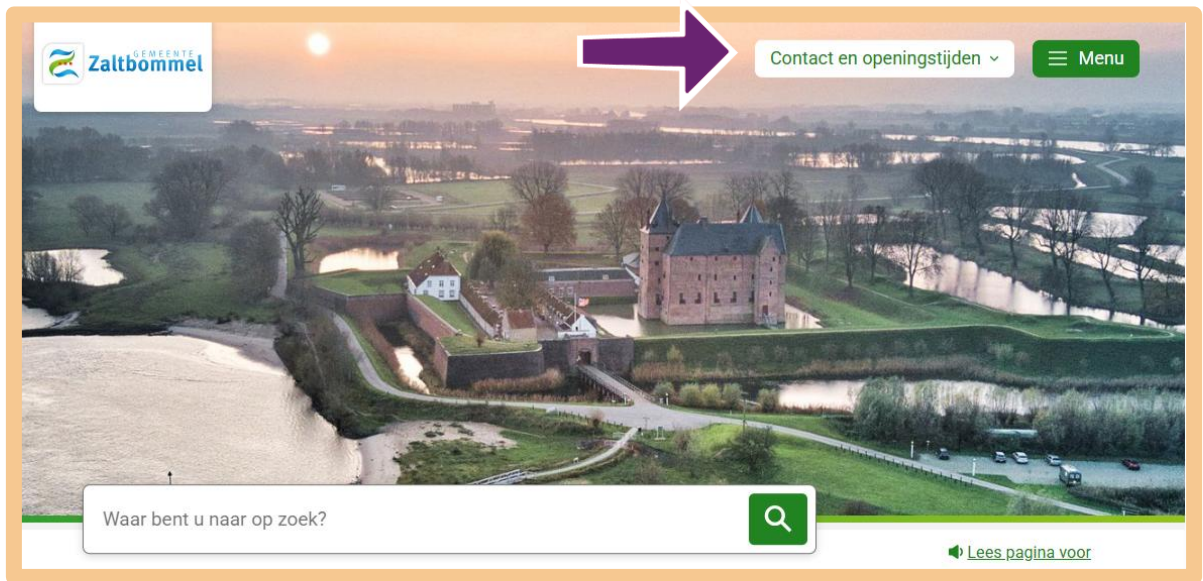 GEMEENTE
Zaltbommel
Contact en openingstijden
Menu
Waar bent u naar op zoek?
Lees pagina voor